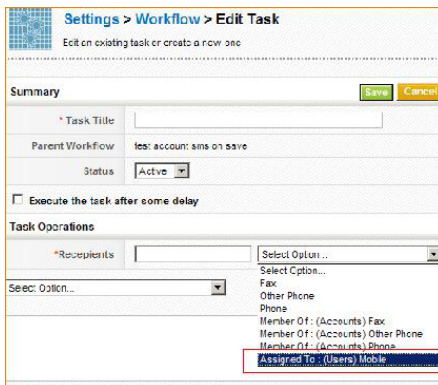 Settings > Workflow > Edit Task
Edit an existing task or create a new one
Summary
Save
Cancel
* Task Title
Parent Workflow
test account sms on save
Status
Active
Execute the task after some delay
Task Operations
*Recepients
Select Option...
Select Option...
Fax
Other Phone
Phone
Member Of : (Accounts) Fax
Member Of : (Accounts) Other Phone
Member Of : (Accounts) Phone
Assigned To : (Users) Mobile
Select Option...